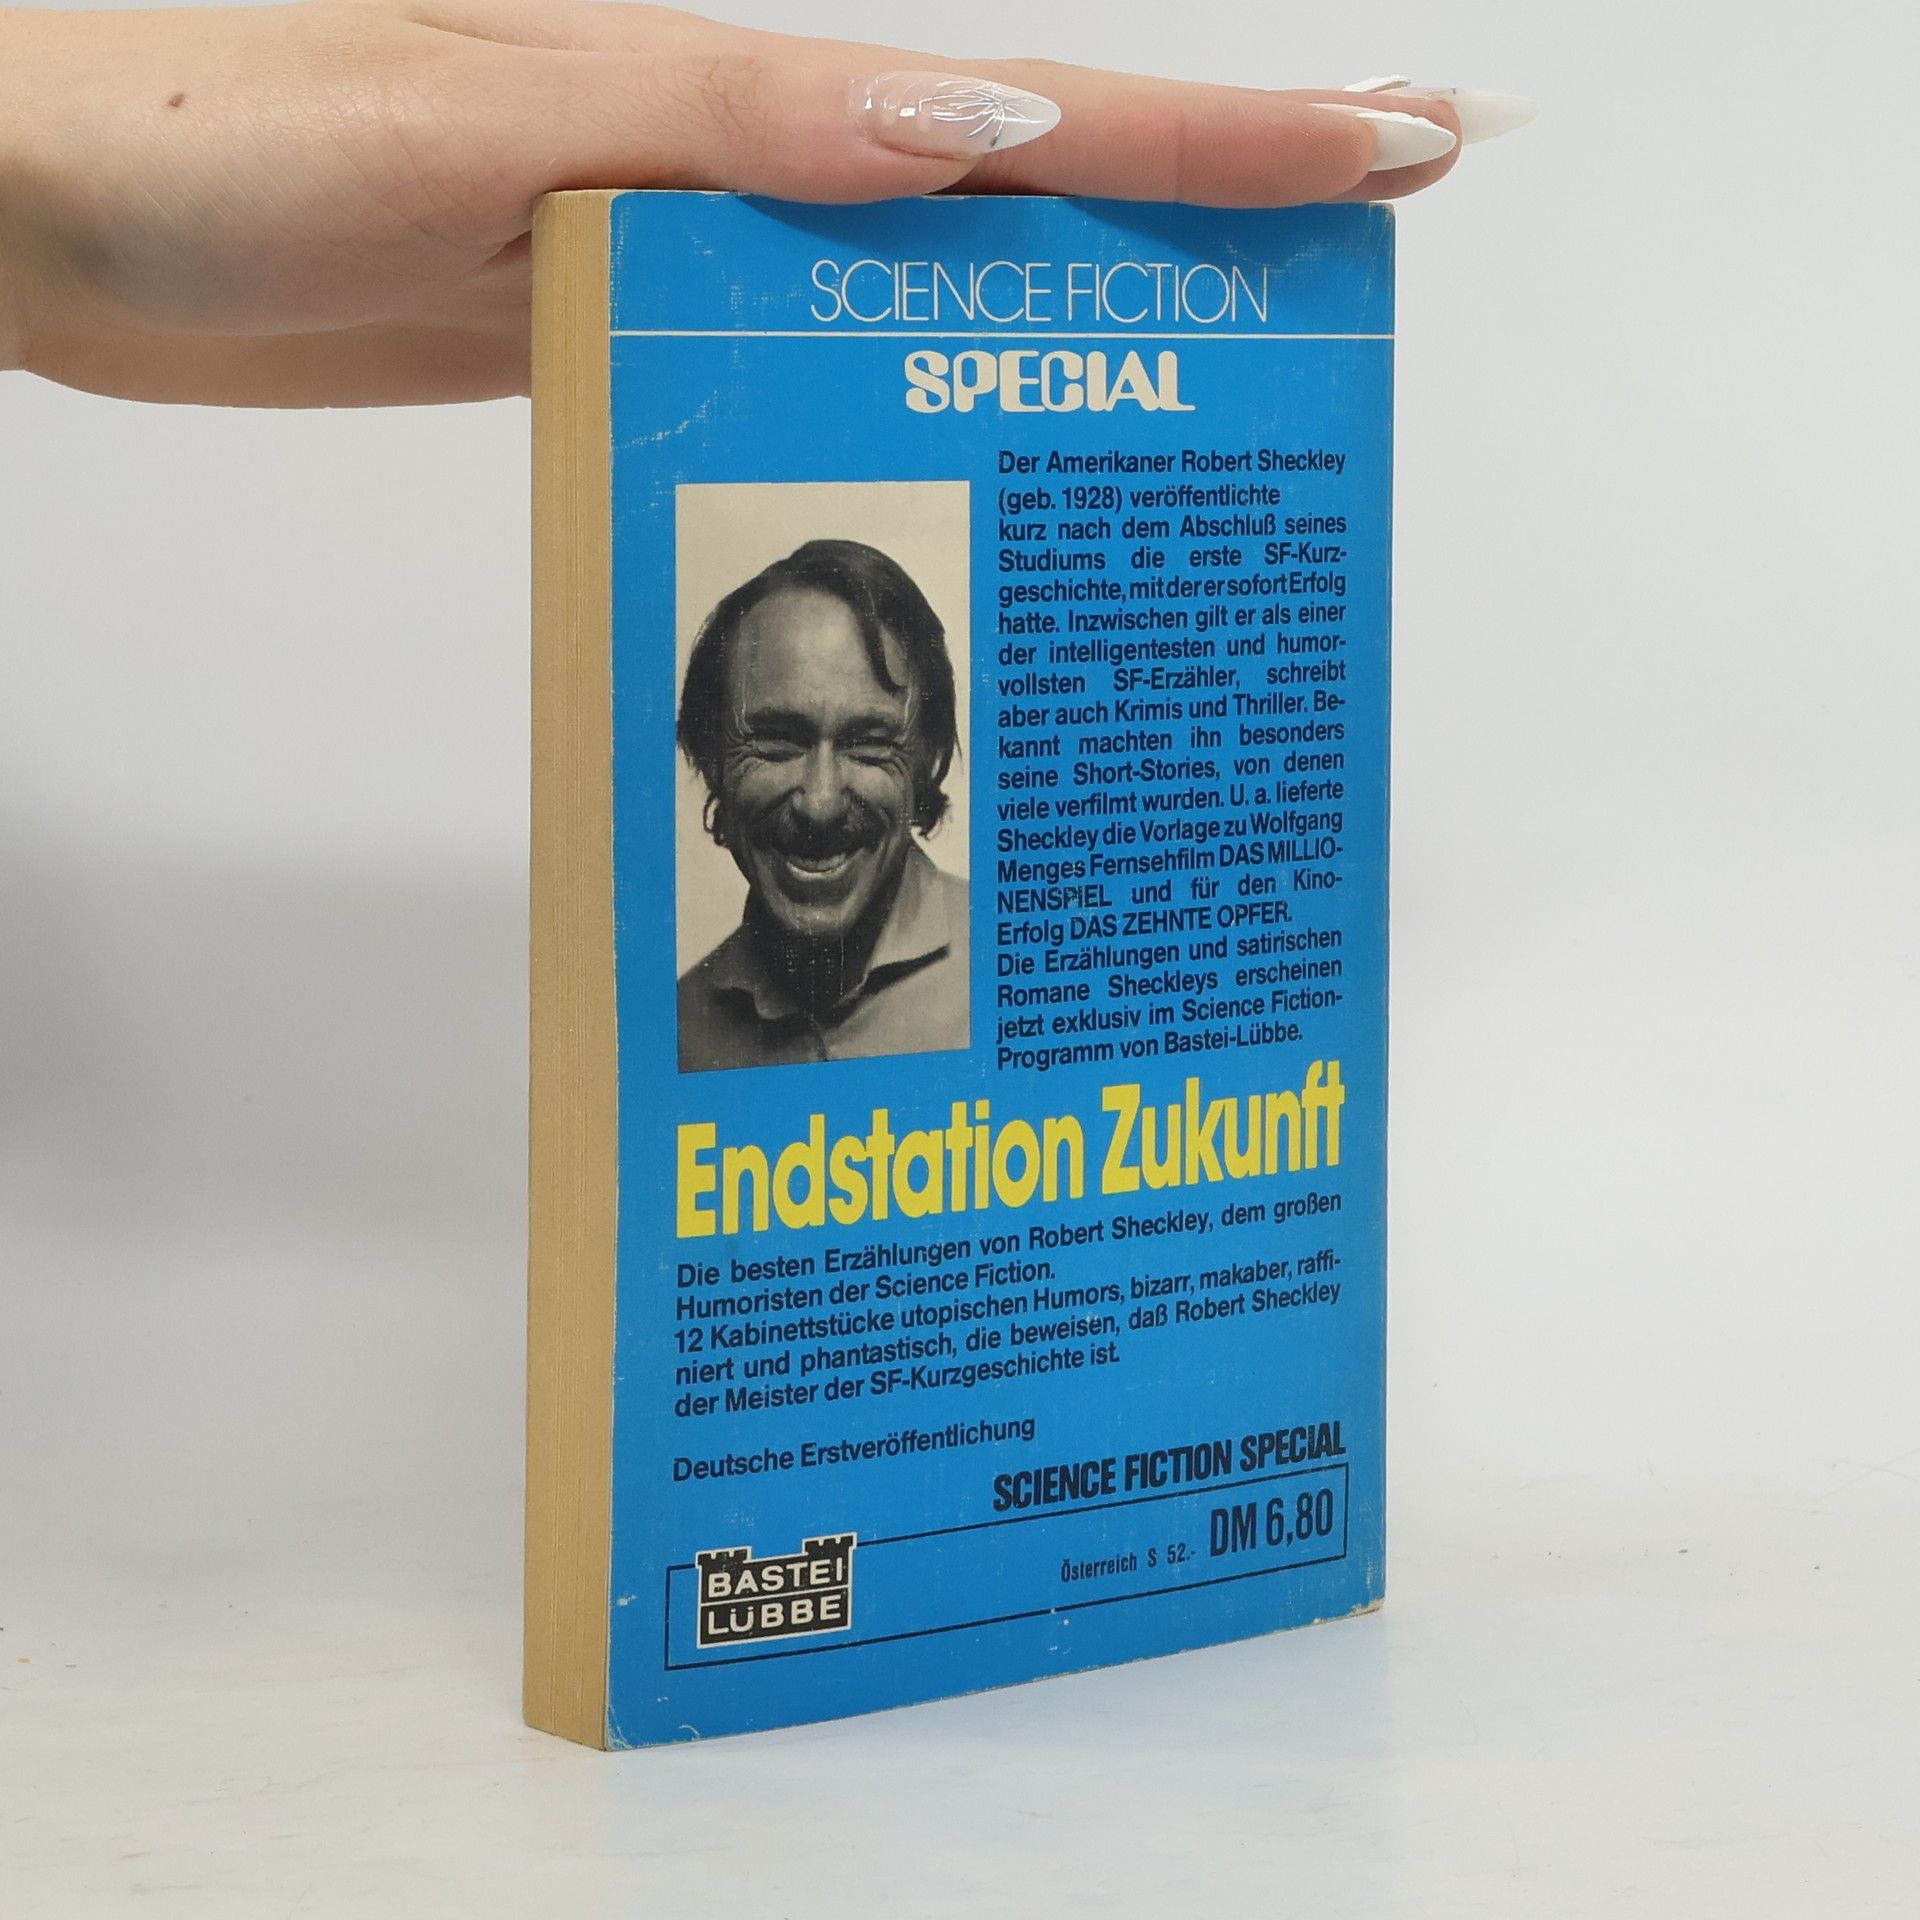 SCIENCE FICTION
SPECIAL
Der Amerikaner Robert Sheckley
(geb. 1928) veröffentlichte
kurz nach dem Abschluß seines
Studiums die erste SF-Kurz-
geschichte, mit der er sofort Erfolg
hatte. Inzwischen gilt er als einer
der intelligentesten und humor-
vollsten SF-Erzähler, schreibt
aber auch Krimis und Thriller. Be-
kannt machten ihn besonders
seine Short-Stories, von denen
viele verfilmt wurden. U. a. lieferte
Sheckley die Vorlage zu Wolfgang
Menges Fernsehfilm DAS MILLIO-
NENSPIEL und für den Kino-
Erfolg DAS ZEHNTE OPFER.
Die Erzählungen und satirischen
Romane Sheckleys erscheinen
jetzt exklusiv im Science Fiction-
Programm von Bastei-Lübbe.
Endstation Zukunft
Die besten Erzählungen von Robert Sheckley, dem großen
Humoristen der Science Fiction.
12 Kabinettstücke utopischen Humors, bizarr, makaber, raffi-
niert und phantastisch, die beweisen, daß Robert Sheckley
der Meister der SF-Kurzgeschichte ist.
Deutsche Erstveröffentlichung
SCIENCE FICTION SPECIAL
Österreich S 52.- DM 6,80
BASTEI
LÜBBE